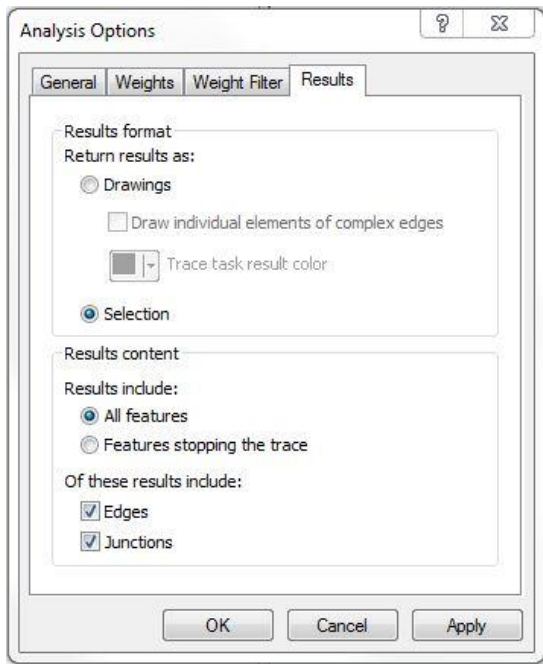 Analysis Options
General Weights Weight Filter Results
Results format
Return results as:
Drawings
Draw individual elements of complex edges
Trace task result color
Selection
Results content
Results include:
All features
Features stopping the trace
Of these results include:
Edges
Junctions
OK Cancel Apply